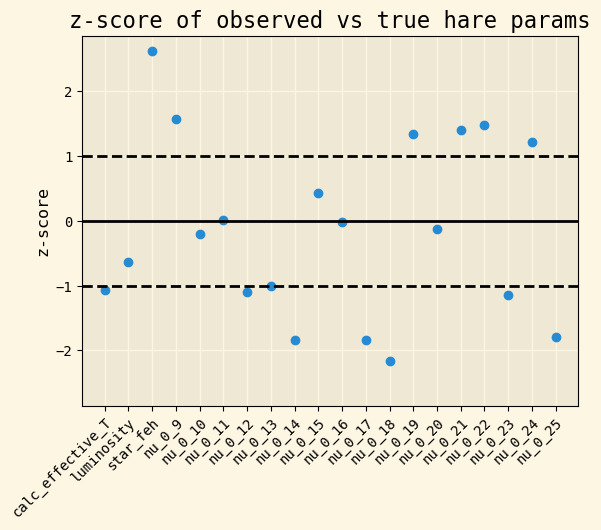 z-score of observed vs true hare params
z-score
2
1
0
−1
−2
calc_effective_T
luminosity
star_feh
nu_0_9
nu_0_10
nu_0_11
nu_0_12
nu_0_13
nu_0_14
nu_0_15
nu_0_16
nu_0_17
nu_0_18
nu_0_19
nu_0_20
nu_0_21
nu_0_22
nu_0_23
nu_0_24
nu_0_25